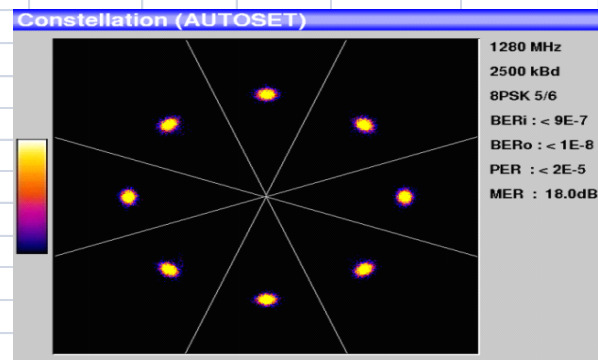 Constellation (AUTOSET)
1280 MHz
2500 kBd
8PSK 5/6
BERi : < 9E-7
BERo : < 1E-8
PER : < 2E-5
MER : 18.0dB